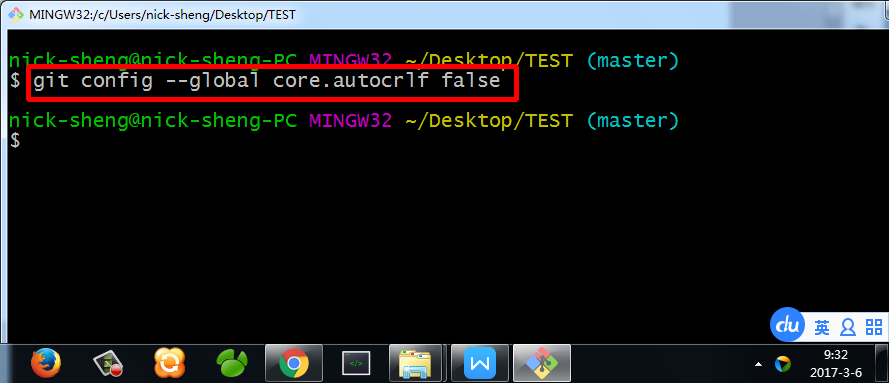 MINGW32:/c/Users/nick-sheng/Desktop/TEST
nick-sheng@nick-sheng-PC MINGW32 ~/Desktop/TEST (master)
$ git config --global core.autocrlf false
nick-sheng@nick-sheng-PC MINGW32 ~/Desktop/TEST (master)
$
du 英
</>
W
9:32
2017-3-6